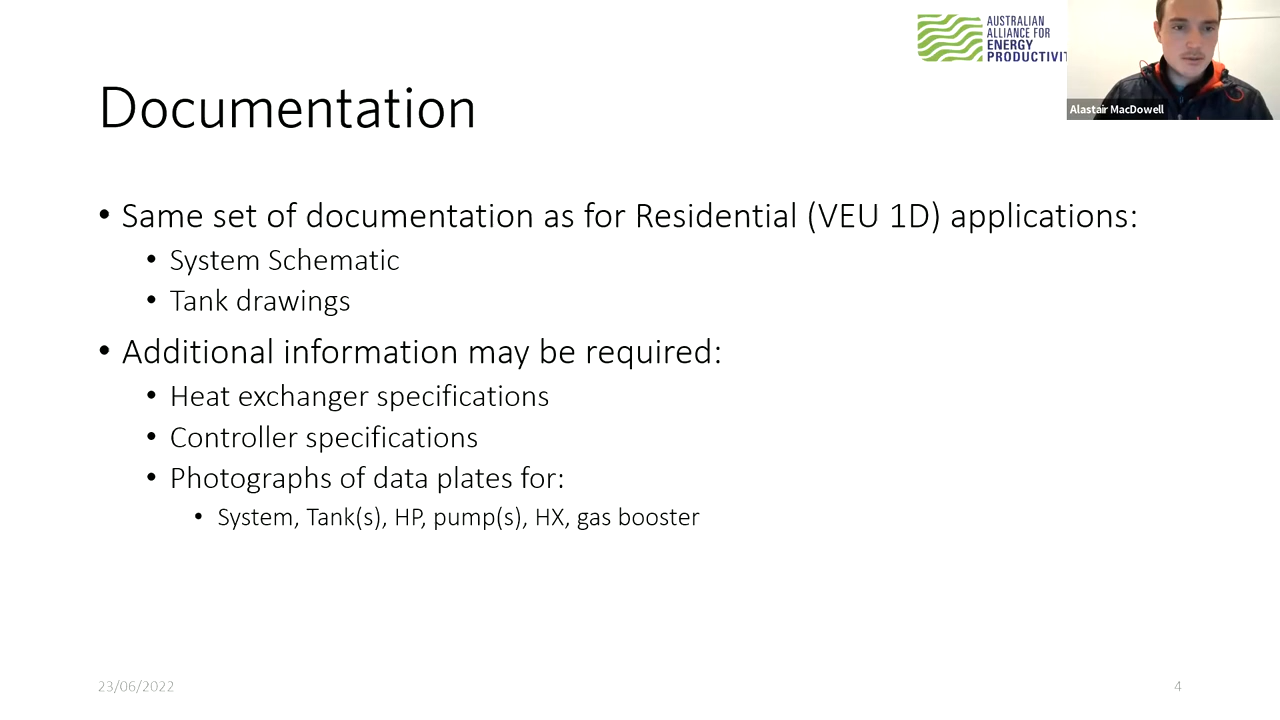 AUSTRALIAN
ALLIANCE FOR
ENERGY
PRODUCTIVIT
Alastair MacDowell
Documentation
• Same set of documentation as for Residential (VEU 1D) applications:
• System Schematic
• Tank drawings
• Additional information may be required:
• Heat exchanger specifications
• Controller specifications
• Photographs of data plates for:
• System, Tank(s), HP, pump(s), HX, gas booster
23/06/2022
4